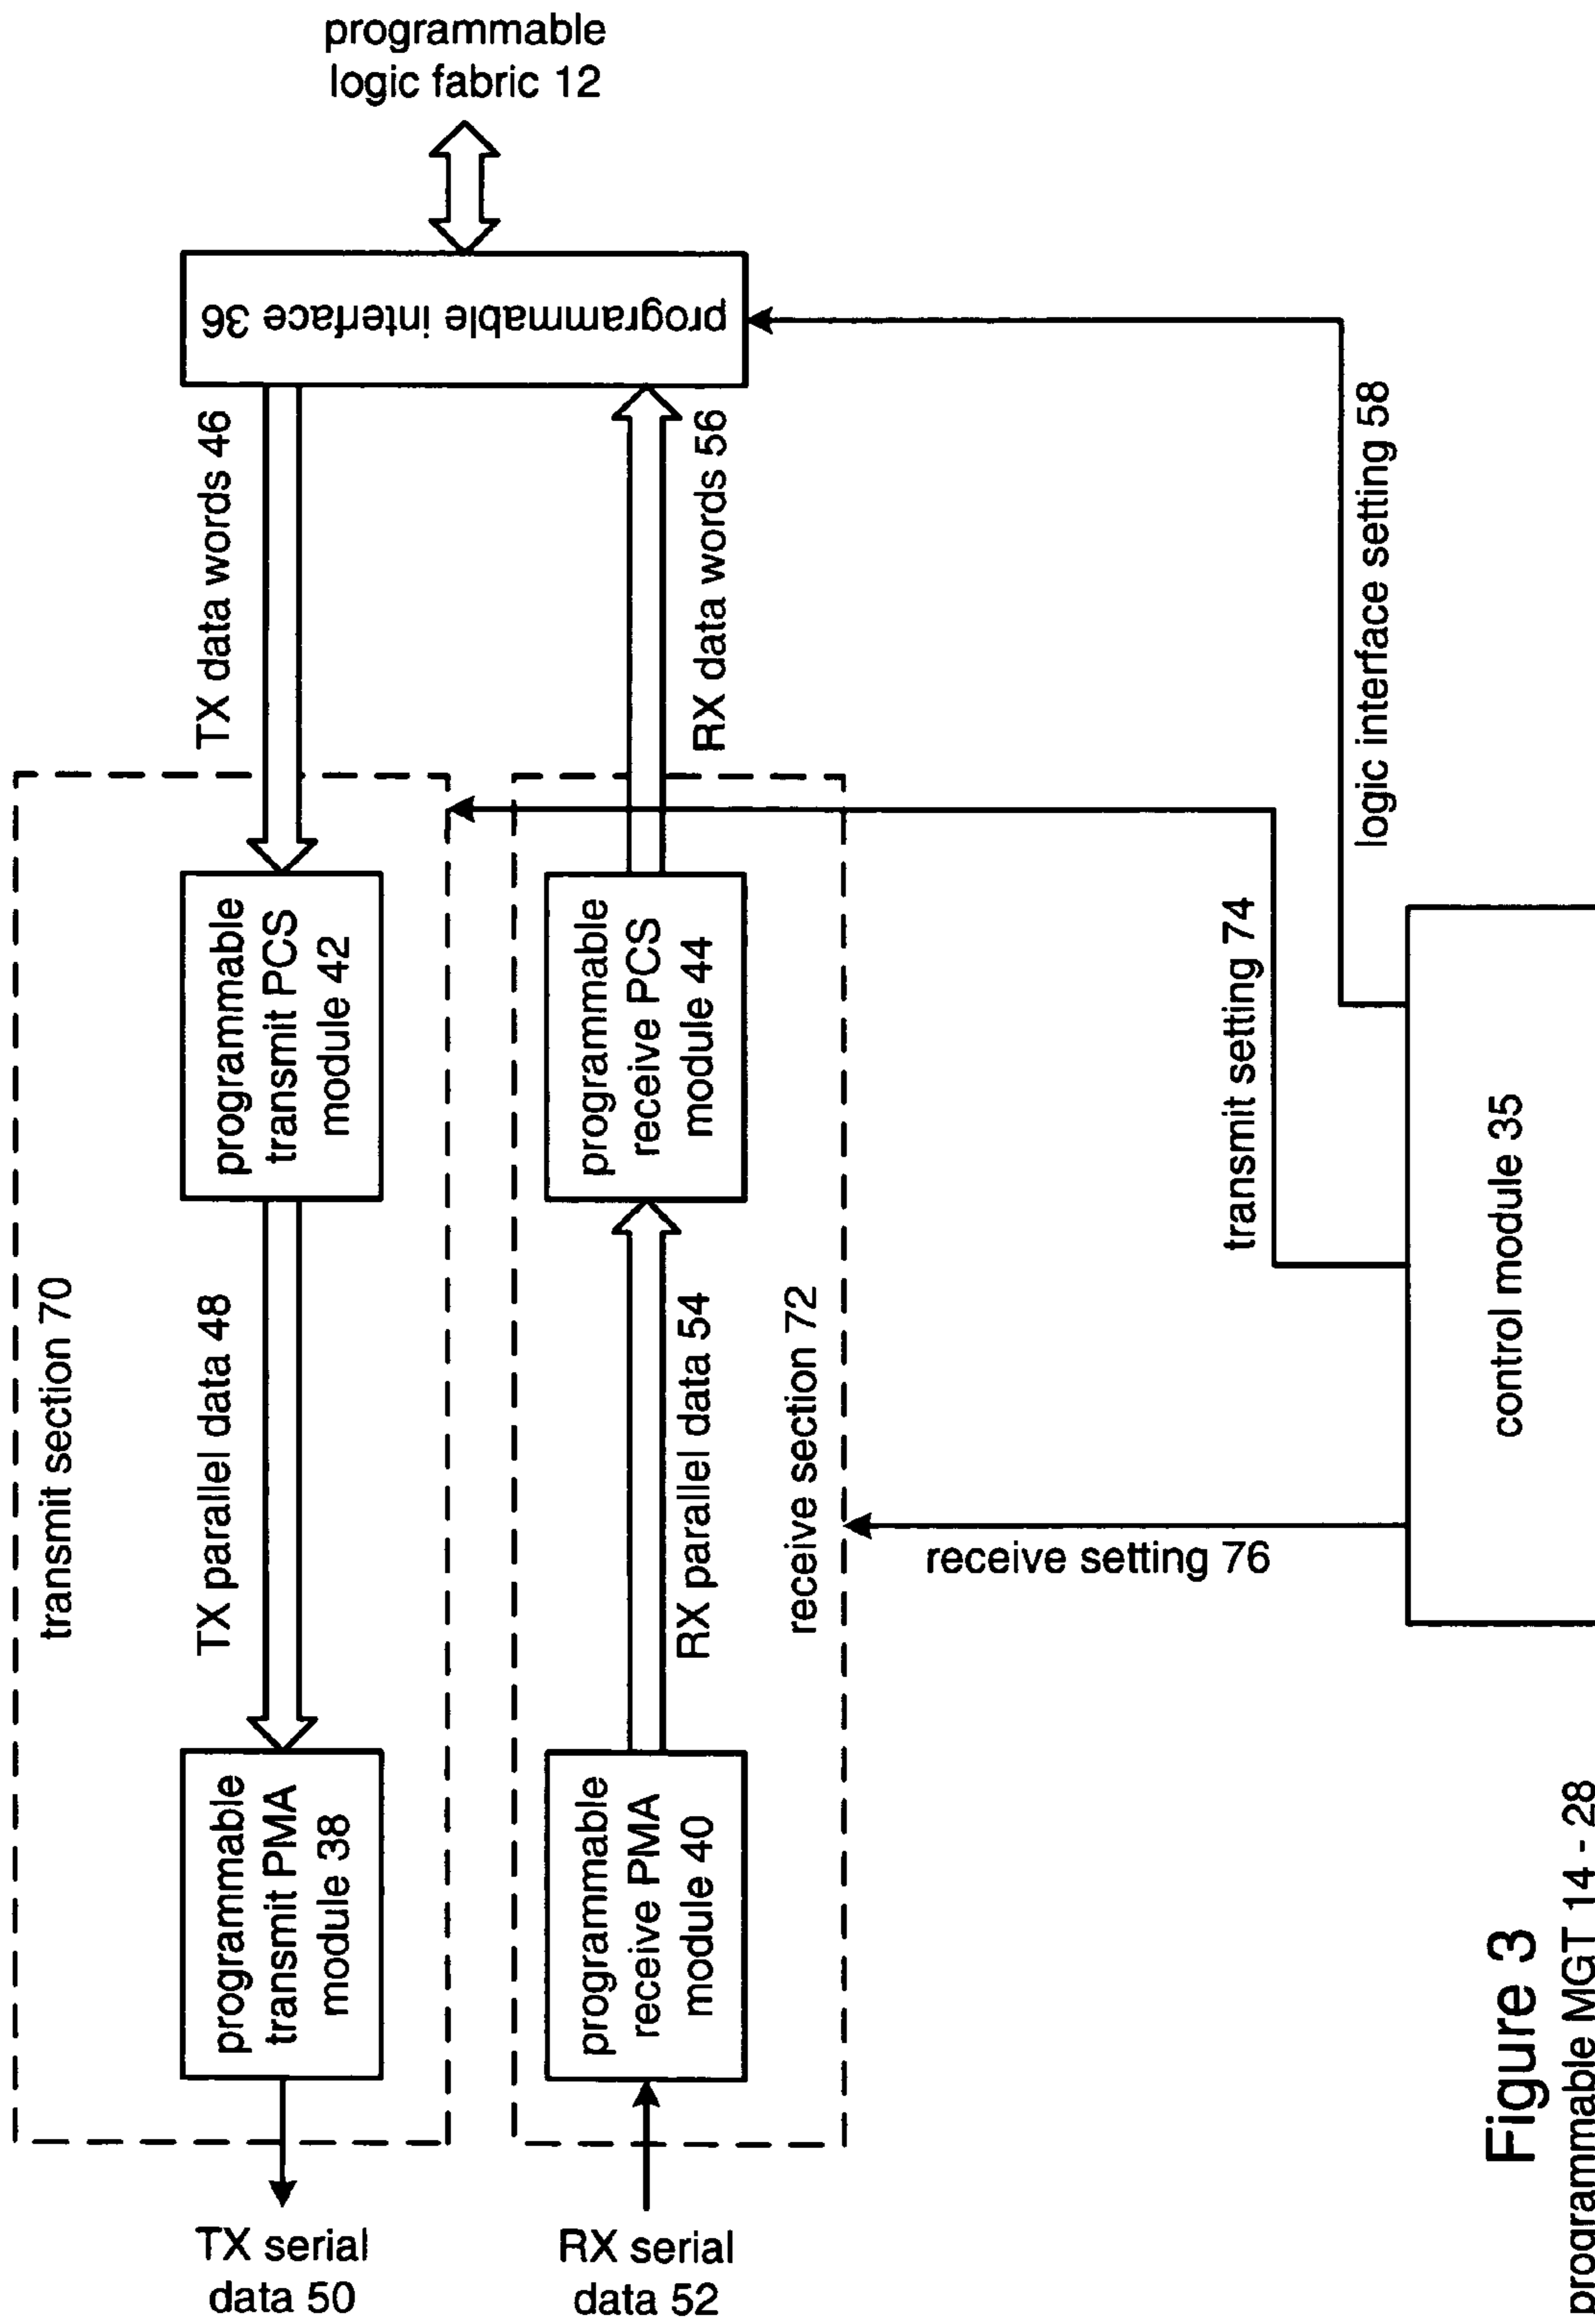 programmable
logic fabric 12
programmable interface 36
TX data words 46
RX data words 56
logic interface setting 58
transmit section 70
programmable
transmit PCS
module 42
programmable
receive PCS
module 44
transmit setting 74
TX parallel data 48
RX parallel data 54
receive section 72
receive setting 76
control module 35
programmable
transmit PMA
module 38
programmable
receive PMA
module 40
TX serial
data 50
RX serial
data 52
Figure 3
programmable MGT 14 - 28